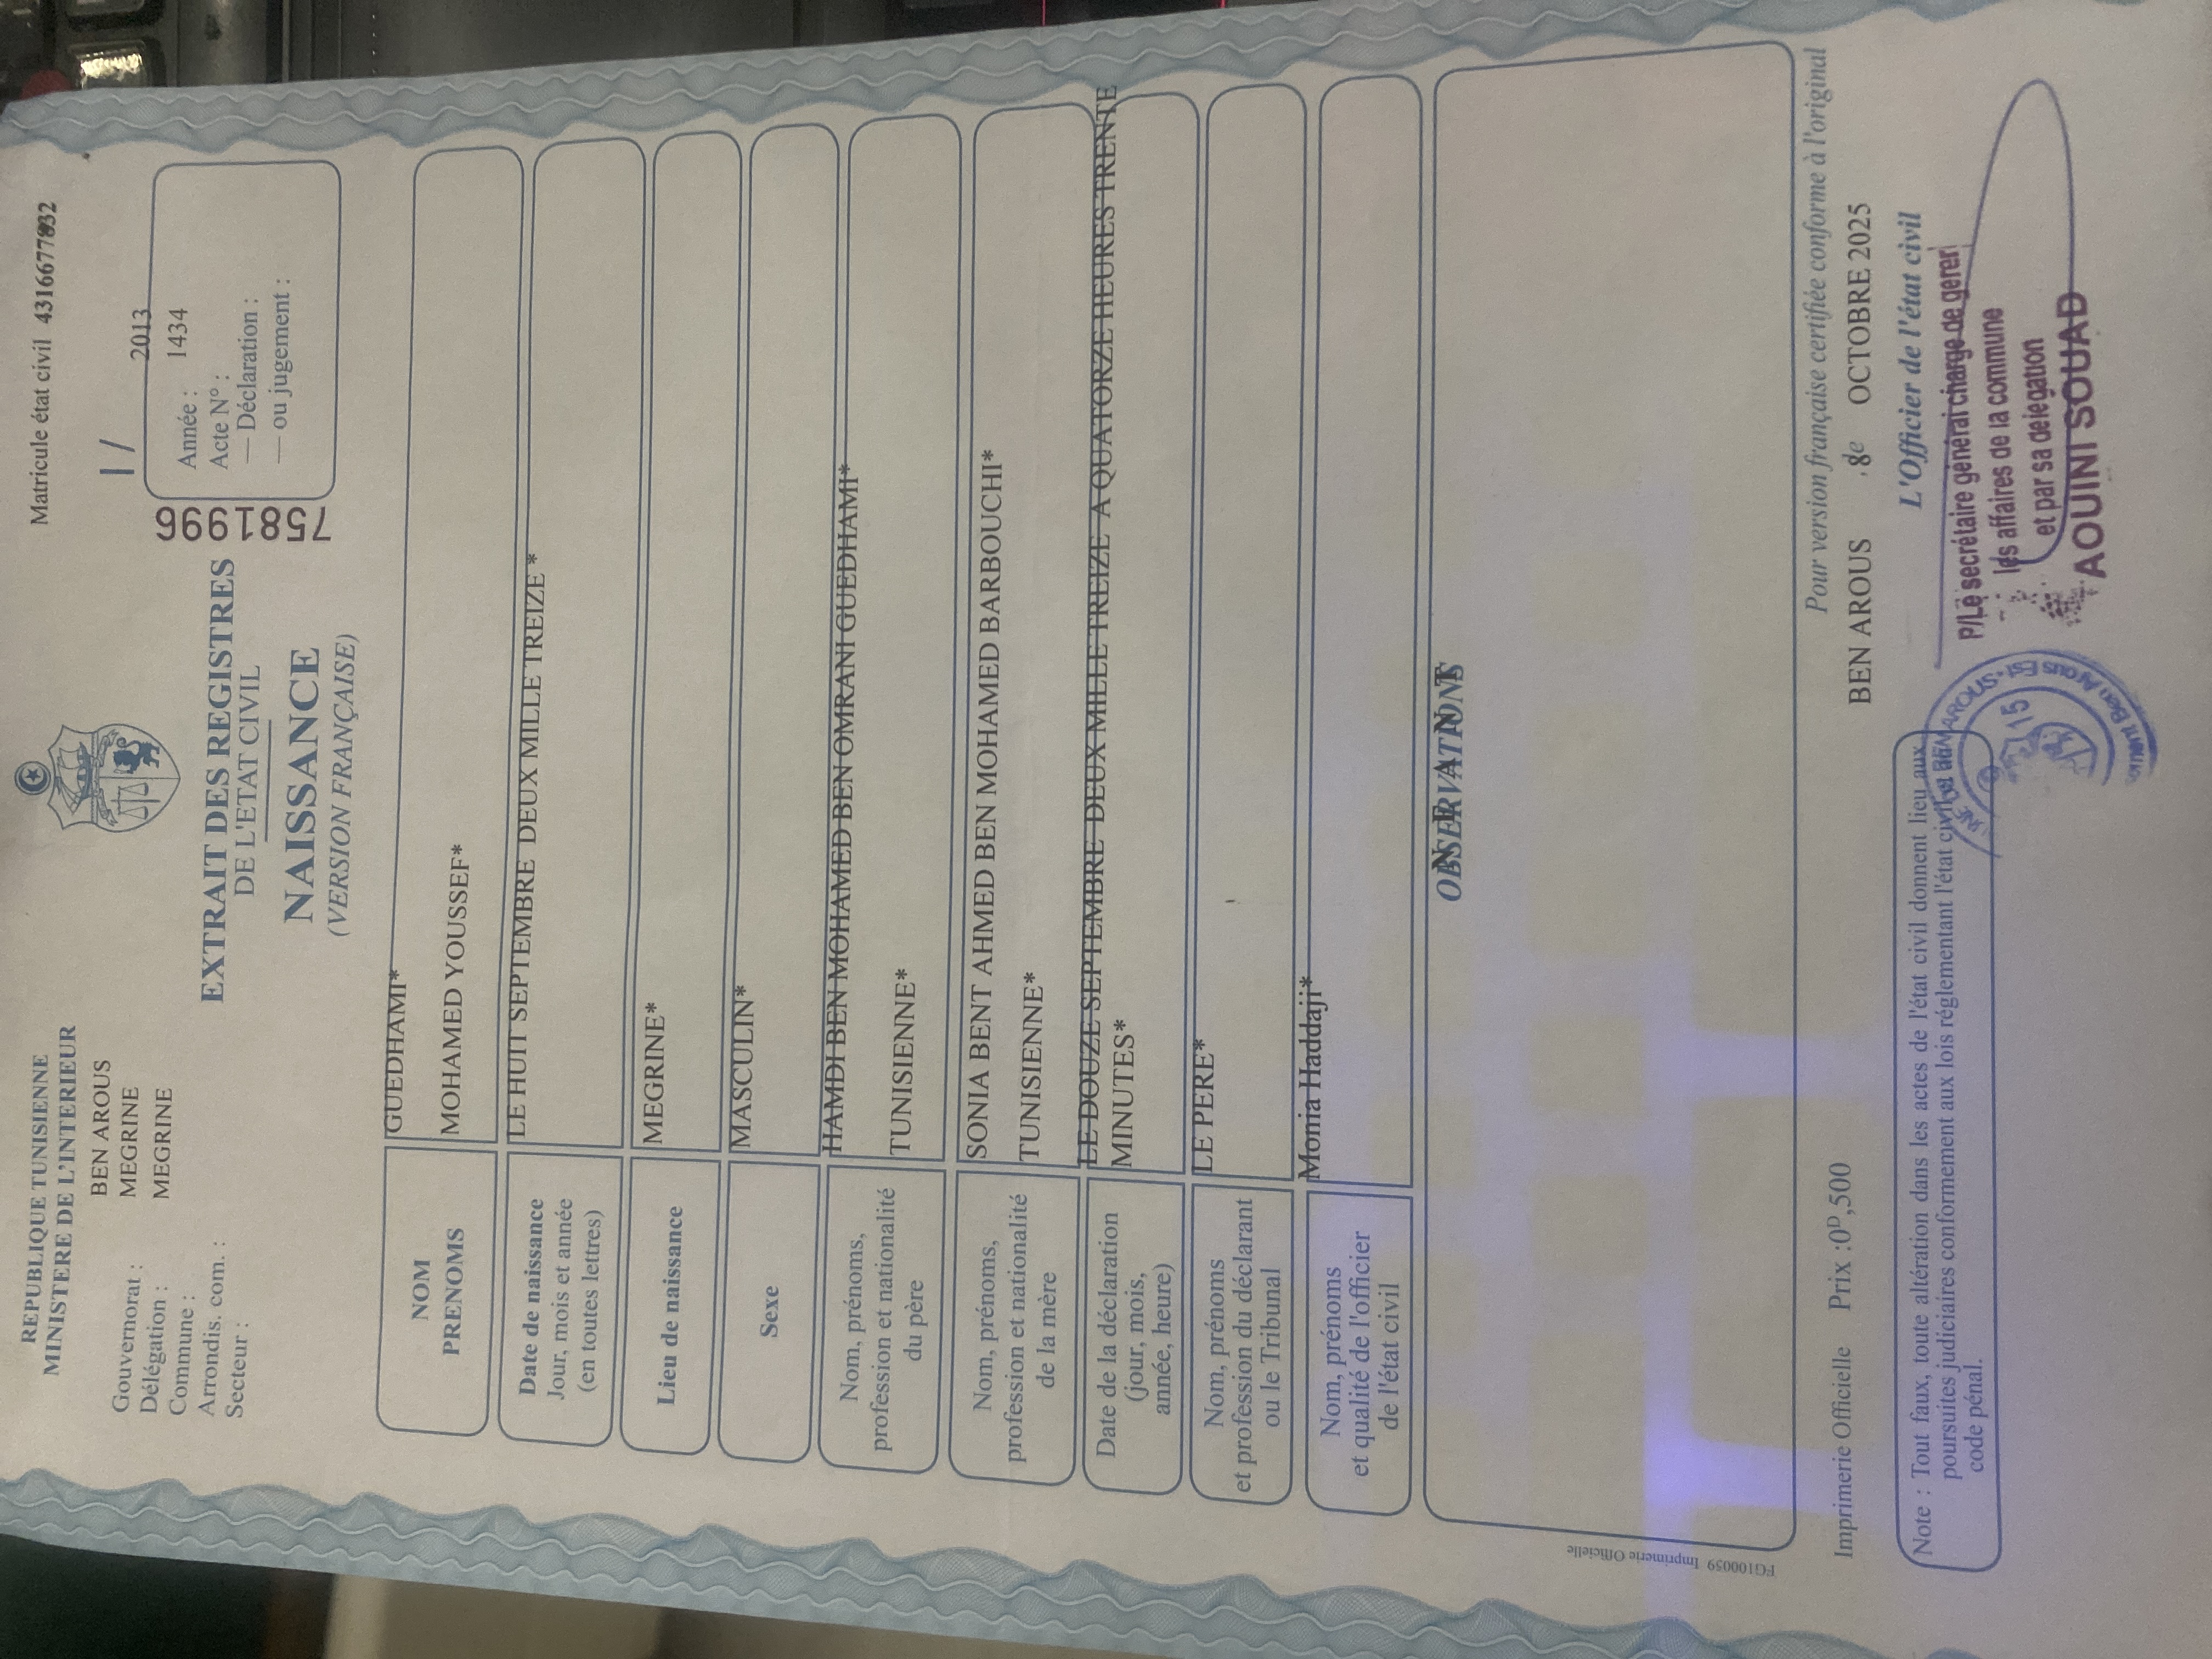 REPUBLIQUE TUNISIENNE
MINISTERE DE L'INTERIEUR
Gouvernorat : BEN AROUS
Délégation : MEGRINE
Commune : MEGRINE
Arrondis. com. :
Secteur :
Matricule état civil
1 /
2013
Année : 1434
Acte N° :
— Déclaration :
— ou jugement :
7581996
EXTRAIT DES REGISTRES
DE L'ETAT CIVIL
NAISSANCE
(VERSION FRANÇAISE)
NOM GUEDHAMI*
PRENOMS MOHAMED YOUSSEF*
Date de naissance
Jour, mois et année
(en toutes lettres)
LE HUIT SEPTEMBRE DEUX MILLE TREIZE *
Lieu de naissance MEGRINE*
Sexe MASCULIN*
Nom, prénoms,
profession et nationalité
du père
HAMDI BEN MOHAMED BEN OMRANI GUEDHAMI*
TUNISIENNE*
Nom, prénoms,
profession et nationalité
de la mère
SONIA BENT AHMED BEN MOHAMED BARBOUCHI*
TUNISIENNE*
Date de la déclaration
(jour, mois,
année, heure)
LE DOUZE SEPTEMBRE DEUX MILLE TREIZE A QUATORZE HEURES TRENTE
MINUTES*
Nom, prénoms
et profession du déclarant
ou le Tribunal
LE PERE*
Nom, prénoms
et qualité de l'officier
de l'état civil
Monia Haddaji*
OBSERVATIONS
N E A N T
FG100059 Imprimerie Officielle
Pour version française certifiée conforme à l'original
BEN AROUS OCTOBRE 2025
L'Officier de l'état civil
P/Le secrétaire général chargé de gérer
les affaires de la commune
et par sa délégation
AOUINI SOUAD
Imprimerie Officielle Prix :0ᴰ,500
Note : Tout faux, toute altération dans les actes de l'état civil donnent lieu aux
poursuites judiciaires conformement aux lois réglementant l'état civil
code pénal.
15